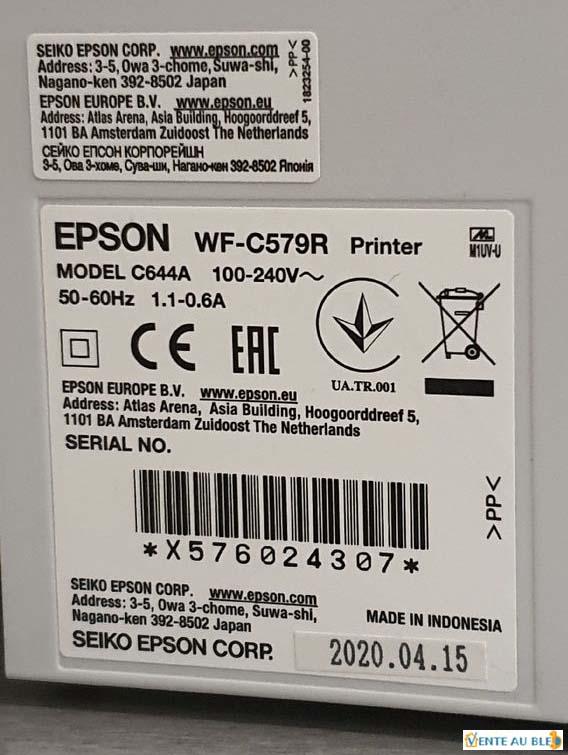 SEIKO EPSON CORP. www.epson.com
Address: 3-5, Owa 3-chome, Suwa-shi,
Nagano-ken 392-8502 Japan
>PP<
1823254-00
EPSON EUROPE B.V. www.epson.eu
Address: Atlas Arena, Asia Building, Hoogoorddreef 5,
1101 BA Amsterdam Zuidoost The Netherlands
СЕЙКО ЕПСОН КОРПОРЕЙШН
3-5, Ова 3-хоме, Сува-ши, Нагано-кен 392-8502 Японія
EPSON WF-C579R Printer
M1UV-U
MODEL C644A 100-240V~
50-60Hz 1.1-0.6A
CE EAC
UA.TR.001
EPSON EUROPE B.V. www.epson.eu
Address: Atlas Arena, Asia Building, Hoogoorddreef 5,
1101 BA Amsterdam Zuidoost The Netherlands
SERIAL NO.
>PP<
*X576024307*
SEIKO EPSON CORP. www.epson.com
Address: 3-5, Owa 3-chome, Suwa-shi,
Nagano-ken 392-8502 Japan
MADE IN INDONESIA
SEIKO EPSON CORP. 2020.04.15
VENTE AU BLE